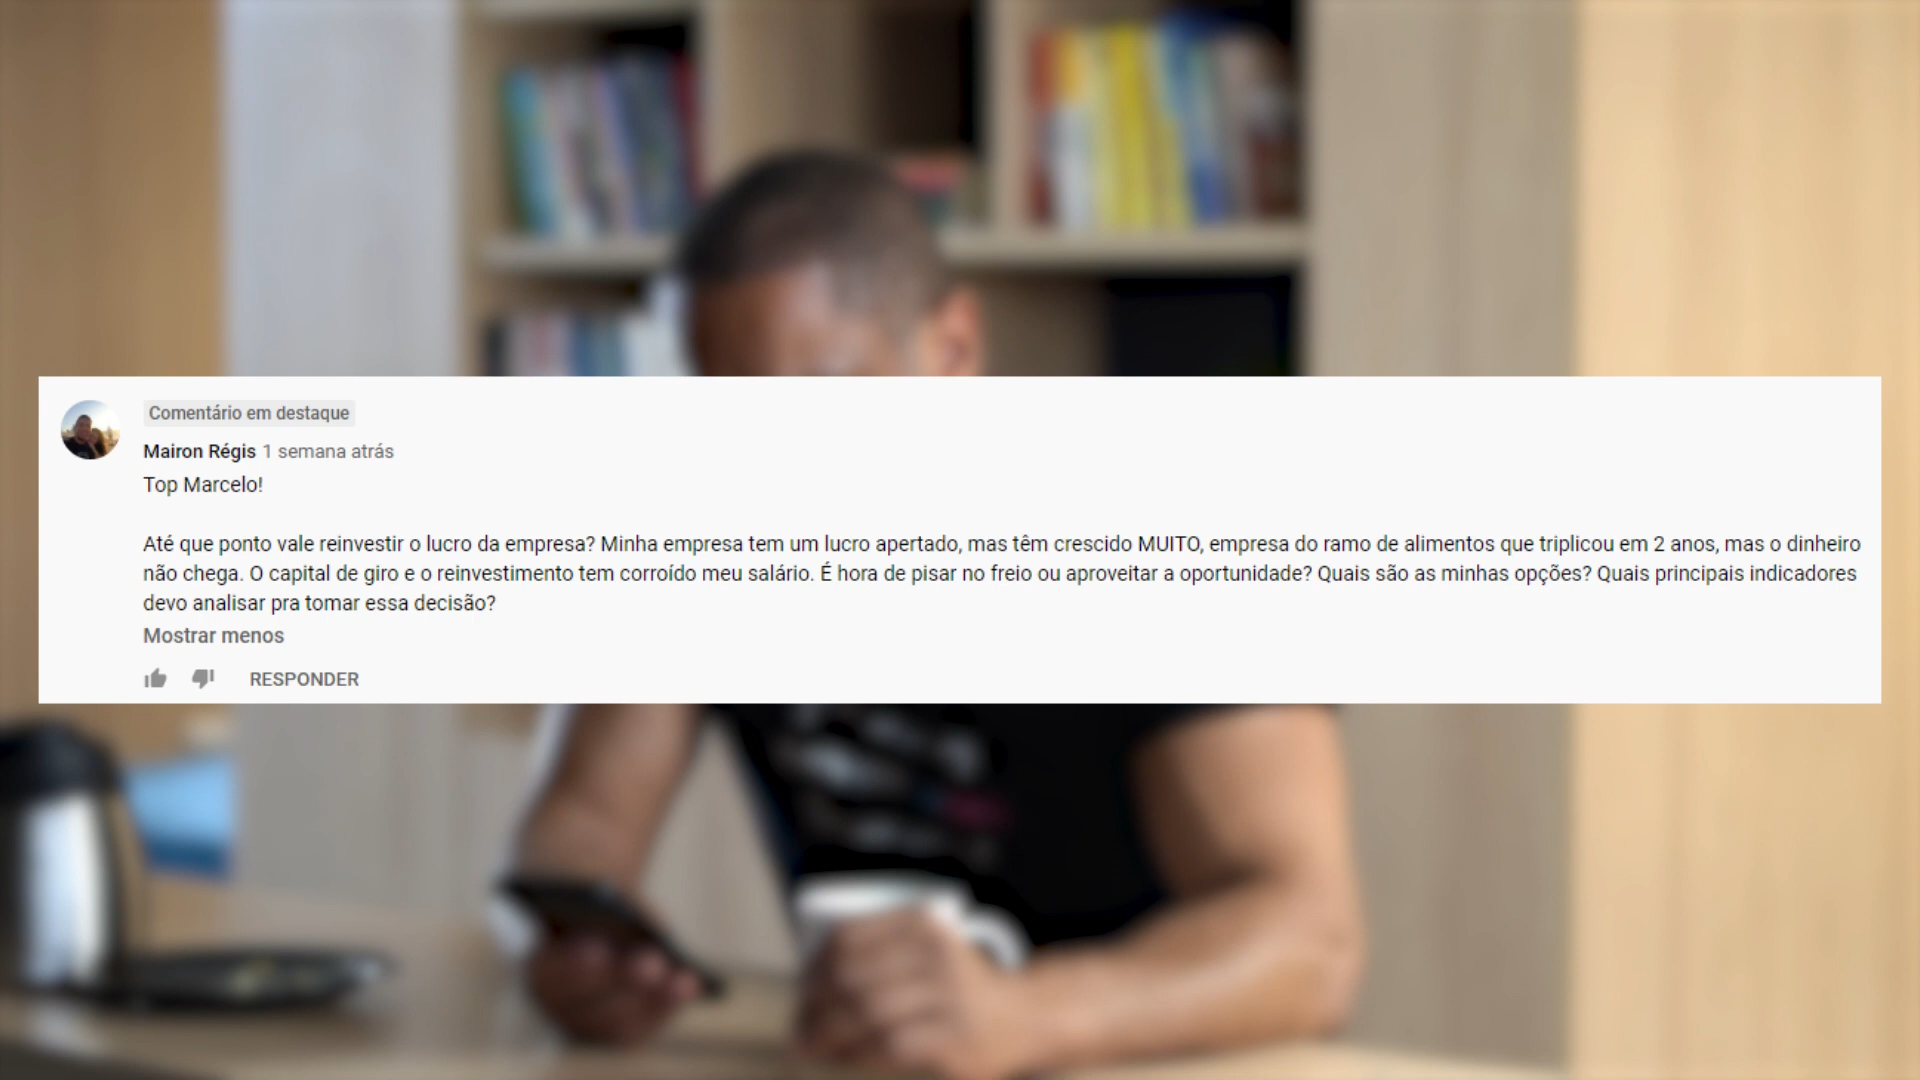 Comentário em destaque
Mairon Régis 1 semana atrás
Top Marcelo!
Até que ponto vale reinvestir o lucro da empresa? Minha empresa tem um lucro apertado, mas têm crescido MUITO, empresa do ramo de alimentos que triplicou em 2 anos, mas o dinheiro
não chega. O capital de giro e o reinvestimento tem corroído meu salário. É hora de pisar no freio ou aproveitar a oportunidade? Quais são as minhas opções? Quais principais indicadores
devo analisar pra tomar essa decisão?
Mostrar menos
RESPONDER